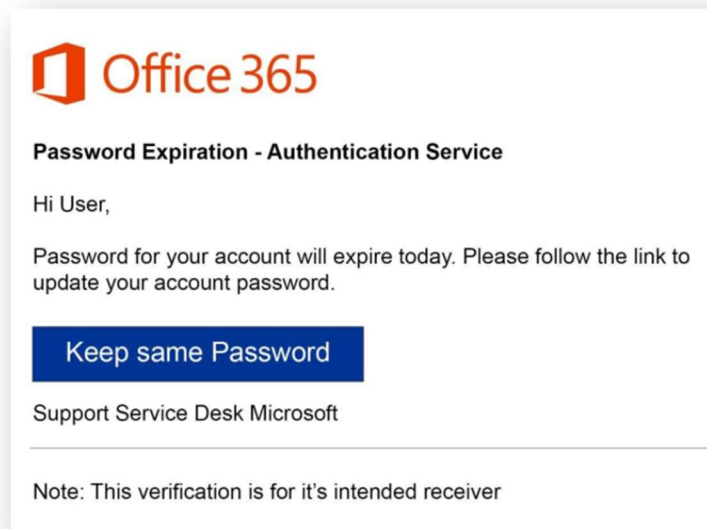 Office 365
Password Expiration - Authentication Service
Hi User,
Password for your account will expire today. Please follow the link to
update your account password.
Keep same Password
Support Service Desk Microsoft
Note: This verification is for it's intended receiver